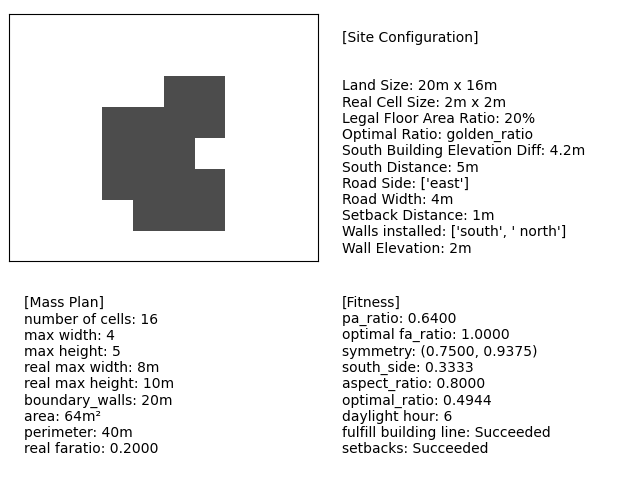 [Site Configuration]
Land Size: 20m x 16m
Real Cell Size: 2m x 2m
Legal Floor Area Ratio: 20%
Optimal Ratio: golden_ratio
South Building Elevation Diff: 4.2m
South Distance: 5m
Road Side: ['east']
Road Width: 4m
Setback Distance: 1m
Walls installed: ['south', ' north']
Wall Elevation: 2m
[Mass Plan]
number of cells: 16
max width: 4
max height: 5
real max width: 8m
real max height: 10m
boundary_walls: 20m
area: 64m²
perimeter: 40m
real faratio: 0.2000
[Fitness]
pa_ratio: 0.6400
optimal fa_ratio: 1.0000
symmetry: (0.7500, 0.9375)
south_side: 0.3333
aspect_ratio: 0.8000
optimal_ratio: 0.4944
daylight hour: 6
fulfill building line: Succeeded
setbacks: Succeeded